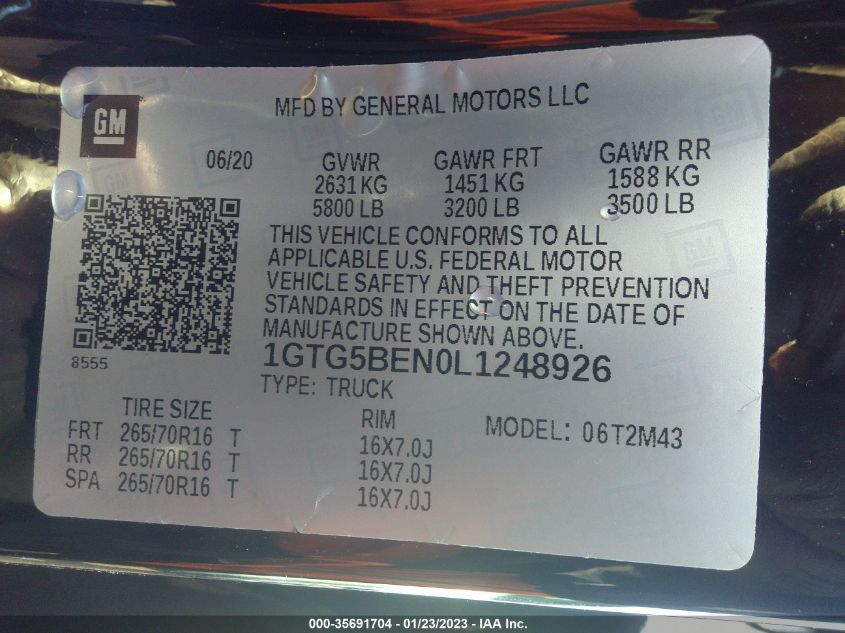 MFD BY GENERAL MOTORS LLC
GM
06/20 GVWR GAWR FRT GAWR RR
2631 KG 1451 KG 1588 KG
5800 LB 3200 LB 3500 LB
THIS VEHICLE CONFORMS TO ALL
APPLICABLE U.S. FEDERAL MOTOR
VEHICLE SAFETY AND THEFT PREVENTION
STANDARDS IN EFFECT ON THE DATE OF
MANUFACTURE SHOWN ABOVE.
8555
1GTG5BEN0L1248926
TYPE: TRUCK
TIRE SIZE RIM MODEL: 06T2M43
FRT 265/70R16 T 16X7.0J
RR 265/70R16 T 16X7.0J
SPA 265/70R16 T 16X7.0J
000-35691704 / 01/23/2023 - IAA Inc.